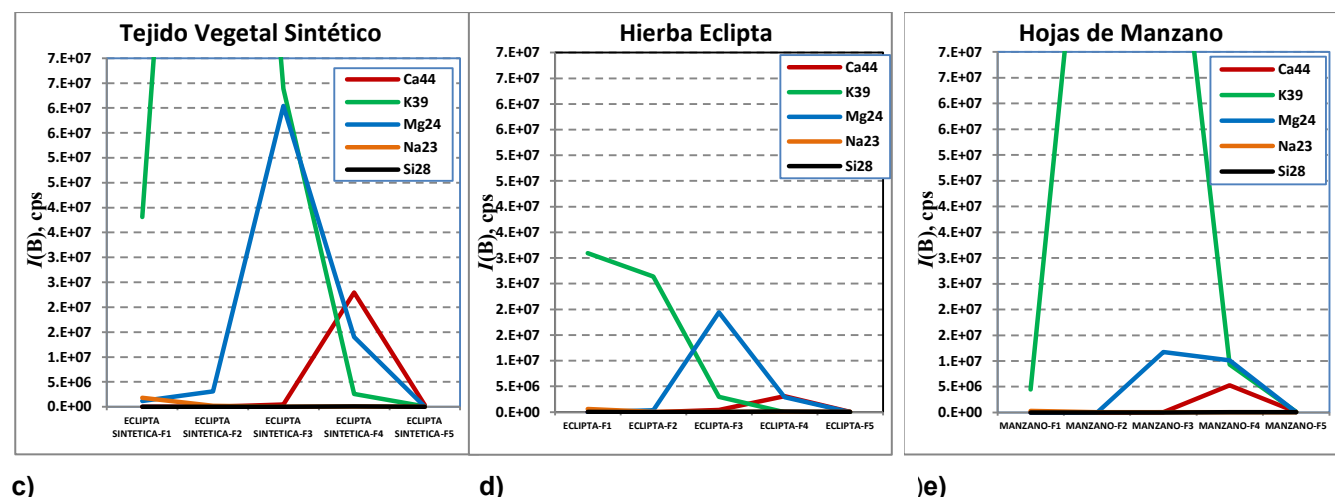 Tejido Vegetal Sintético
7.E+07
7.E+07
6.E+07
6.E+07
5.E+07
5.E+07
4.E+07
4.E+07
3.E+07
3.E+07
2.E+07
2.E+07
1.E+07
1.E+07
5.E+06
0.E+00
I(B), cps
Ca44
K39
Mg24
Na23
Si28
ECLIPTA SINTETICA-F1
ECLIPTA SINTETICA-F2
ECLIPTA SINTETICA-F3
ECLIPTA SINTETICA-F4
ECLIPTA SINTETICA-F5
c)
Hierba Eclipta
7.E+07
7.E+07
6.E+07
6.E+07
5.E+07
5.E+07
4.E+07
4.E+07
3.E+07
3.E+07
2.E+07
2.E+07
1.E+07
1.E+07
5.E+06
0.E+00
I(B), cps
Ca44
K39
Mg24
Na23
Si28
ECLIPTA-F1
ECLIPTA-F2
ECLIPTA-F3
ECLIPTA-F4
ECLIPTA-F5
d)
Hojas de Manzano
7.E+07
7.E+07
6.E+07
6.E+07
5.E+07
5.E+07
4.E+07
4.E+07
3.E+07
3.E+07
2.E+07
2.E+07
1.E+07
1.E+07
5.E+06
0.E+00
I(B), cps
Ca44
K39
Mg24
Na23
Si28
MANZANO-F1
MANZANO-F2
MANZANO-F3
MANZANO-F4
MANZANO-F5
)e)